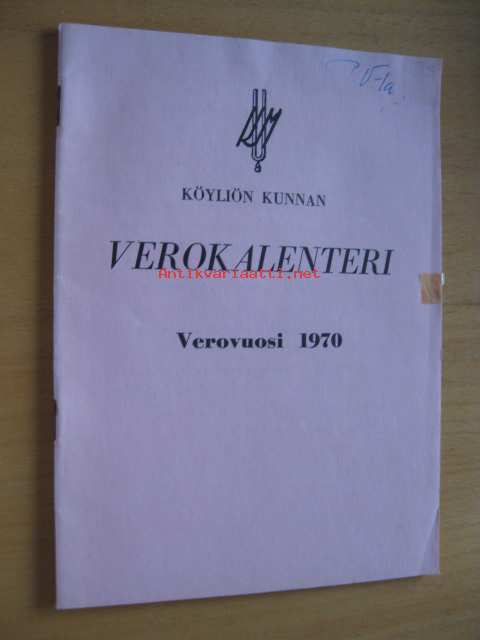 KÖYLIÖN KUNNAN
VEROKALENTERI
Antikvariaatti.net
Verovuosi 1970